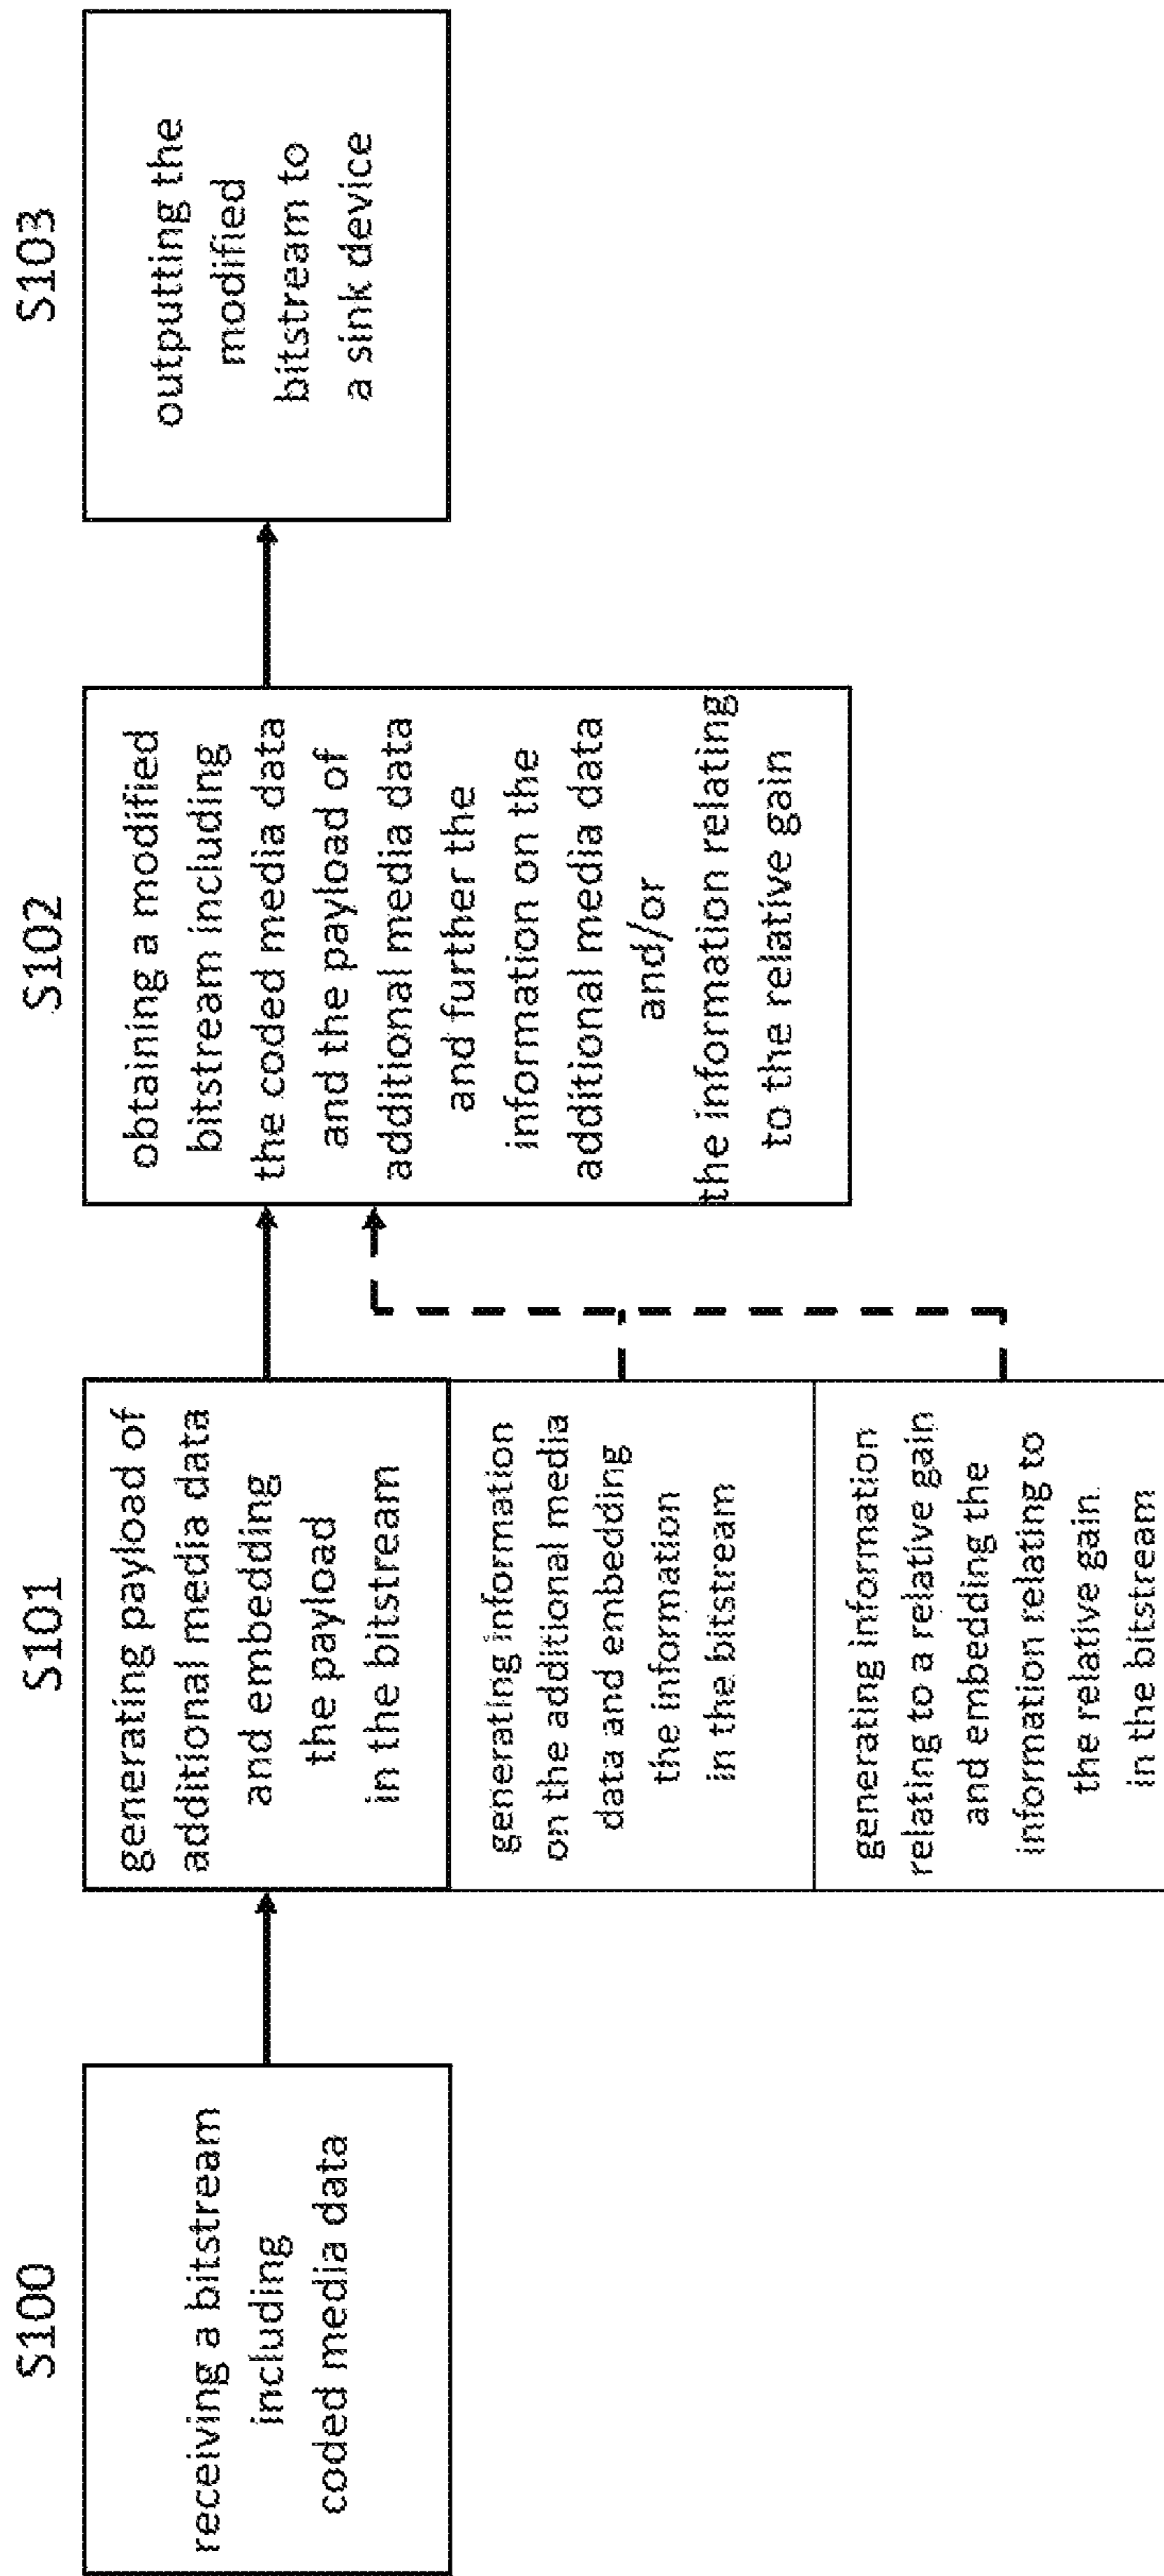 S100
receiving a bitstream
including
coded media data
S101
generating payload of
additional media data
and embedding
the payload
in the bitstream
generating information
on the additional media
data and embedding
the information
in the bitstream
generating information
relating to a relative gain
and embedding the
information relating to
the relative gain.
in the bitstream
S102
obtaining a modified
bitstream including
the coded media data
and the payload of
additional media data
and further the
information on the
additional media data
and/or
the information relating
to the relative gain
S103
outputting the
modified
bitstream to
a sink device